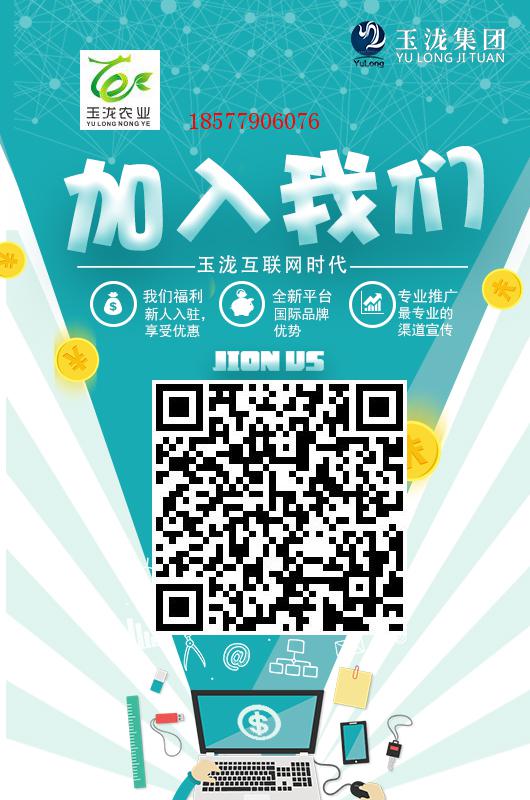 玉泷集团
YuLong
YU LONG JI TUAN
玉泷农业
YU LONG NONG YE
18577906076
加入我们
玉泷互联网时代
我们福利
新人入驻，
享受优惠
全新平台
国际品牌
优势
专业推广
最专业的
渠道宣传
JION US